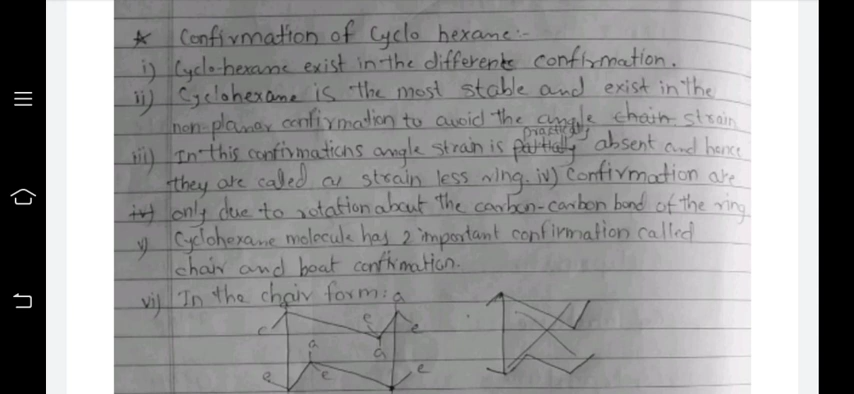 * Confirmation of Cyclo hexane:-
i) Cyclo-hexane exist in the different confirmation.
ii) Cyclohexane is the most stable and exist in the
non-planar confirmation to avoid the angle chain strain
practically
iii) In this confirmations angle strain is partially absent and hence
they are called as strain less ring. iv) Confirmation are
iv) only due to rotation about the carbon-carbon bond of the ring
v) Cyclohexane molecule has 2 important confirmation called
chair and boat confirmation.
vi) In the chair form:
a a
e e e
a a
e e e